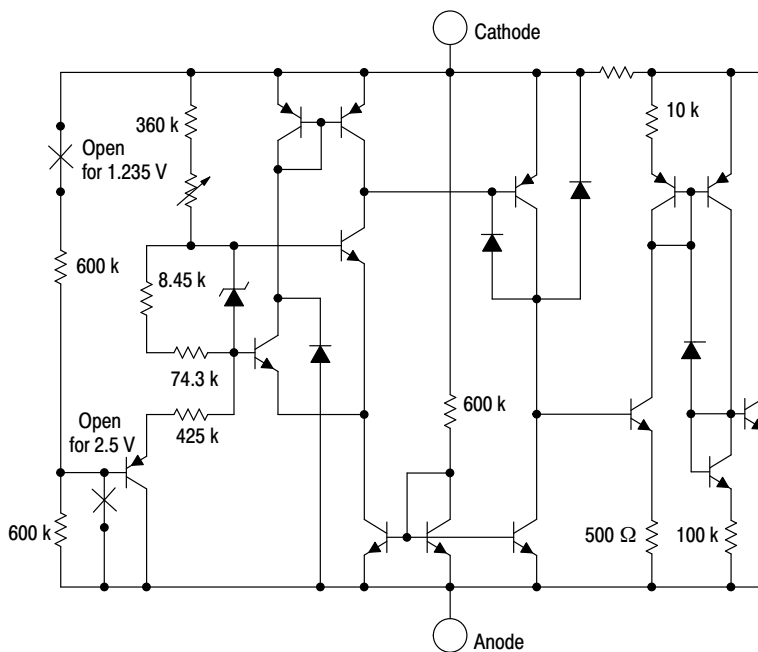 Cathode
360 k
10 k
Open
for 1.235 V
600 k
8.45 k
74.3 k
600 k
Open
for 2.5 V
425 k
600 k
500 Ω
100 k
Anode